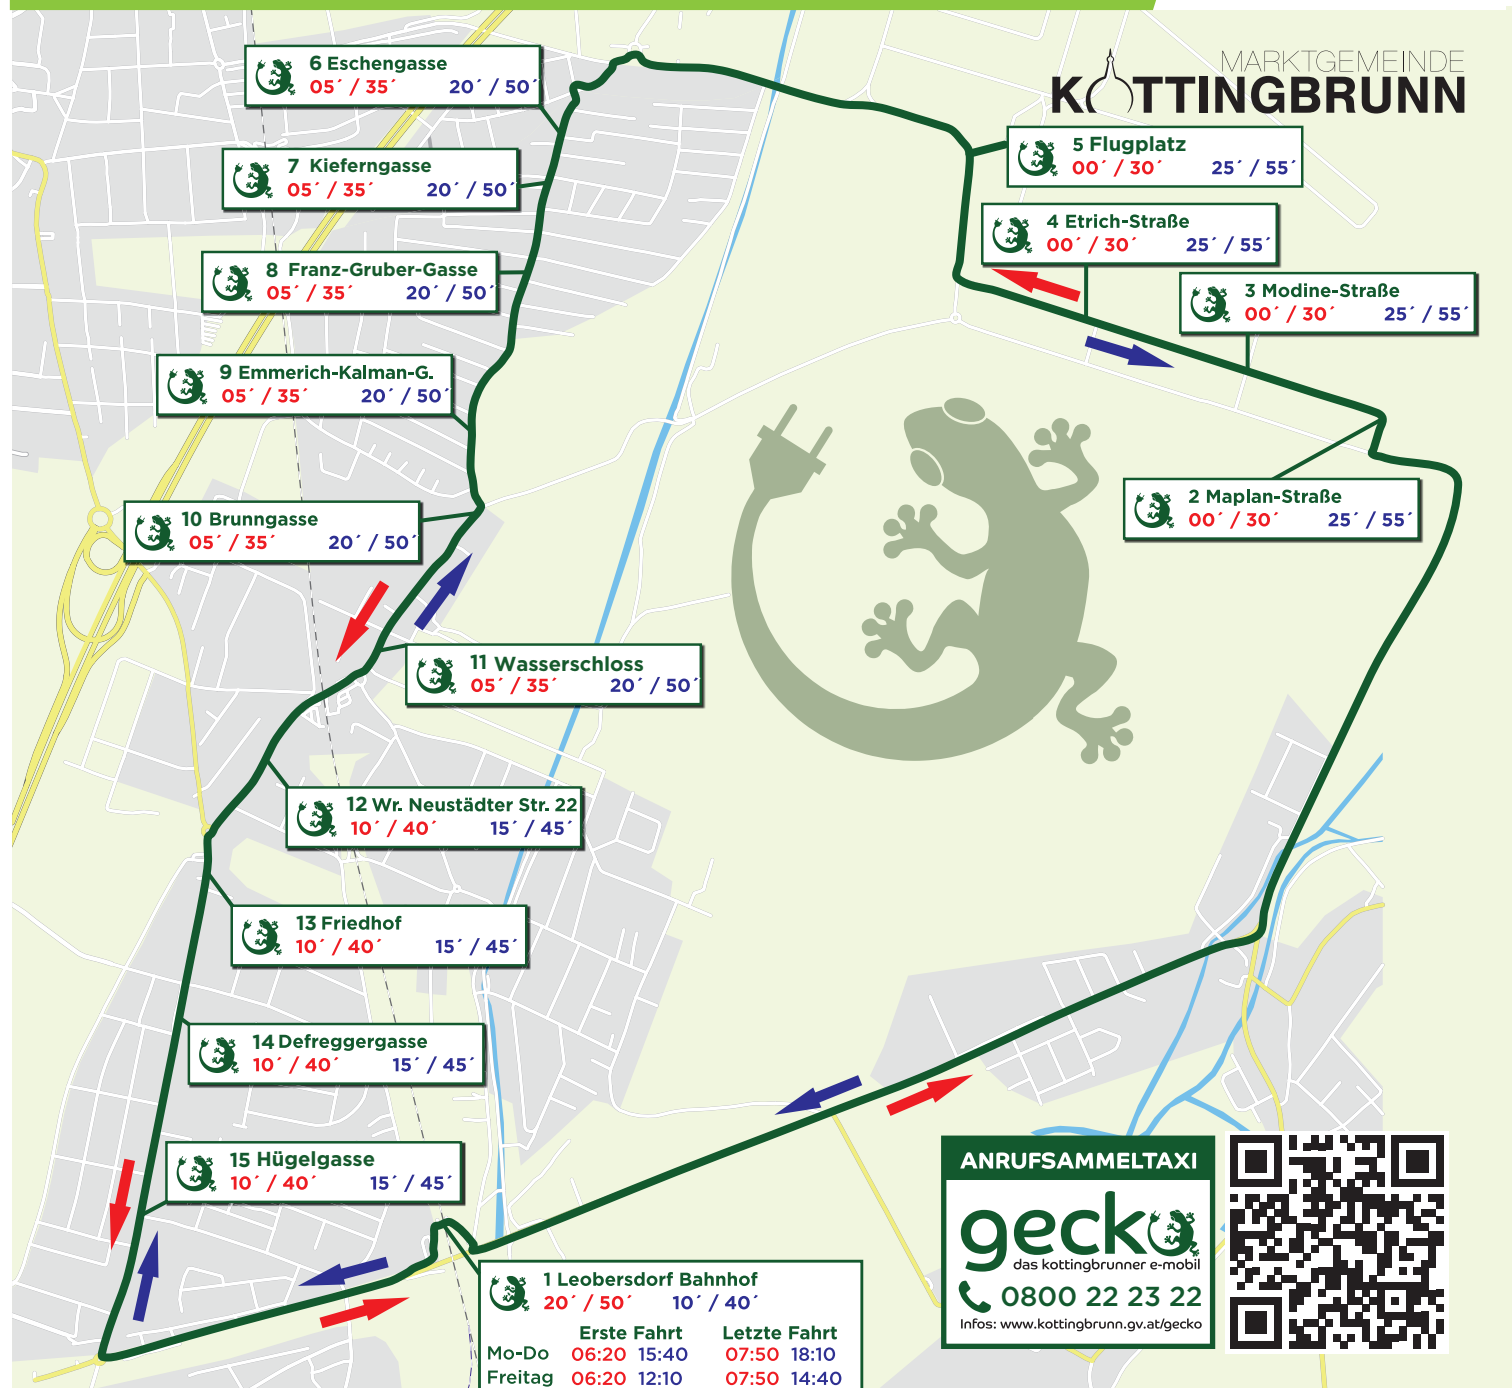 MARKTGEMEINDE
KOTTINGBRUNN
6 Eschengasse
05´ / 35´ 20´ / 50´
5 Flugplatz
00´ / 30´ 25´ / 55´
7 Kieferngasse
05´ / 35´ 20´ / 50´
4 Etrich-Straße
00´ / 30´ 25´ / 55´
8 Franz-Gruber-Gasse
05´ / 35´ 20´ / 50´
3 Modine-Straße
00´ / 30´ 25´ / 55´
9 Emmerich-Kalman-G.
05´ / 35´ 20´ / 50´
2 Maplan-Straße
00´ / 30´ 25´ / 55´
10 Brunngasse
05´ / 35´ 20´ / 50´
11 Wasserschloss
05´ / 35´ 20´ / 50´
12 Wr. Neustädter Str. 22
10´ / 40´ 15´ / 45´
13 Friedhof
10´ / 40´ 15´ / 45´
14 Defreggergasse
10´ / 40´ 15´ / 45´
15 Hügelgasse
10´ / 40´ 15´ / 45´
1 Leobersdorf Bahnhof
20´ / 50´ 10´ / 40´
Erste Fahrt Letzte Fahrt
Mo-Do 06:20 15:40 07:50 18:10
Freitag 06:20 12:10 07:50 14:40
ANRUFSAMMELTAXI
gecko
das kottingbrunner e-mobil
0800 22 23 22
Infos: www.kottingbrunn.gv.at/gecko